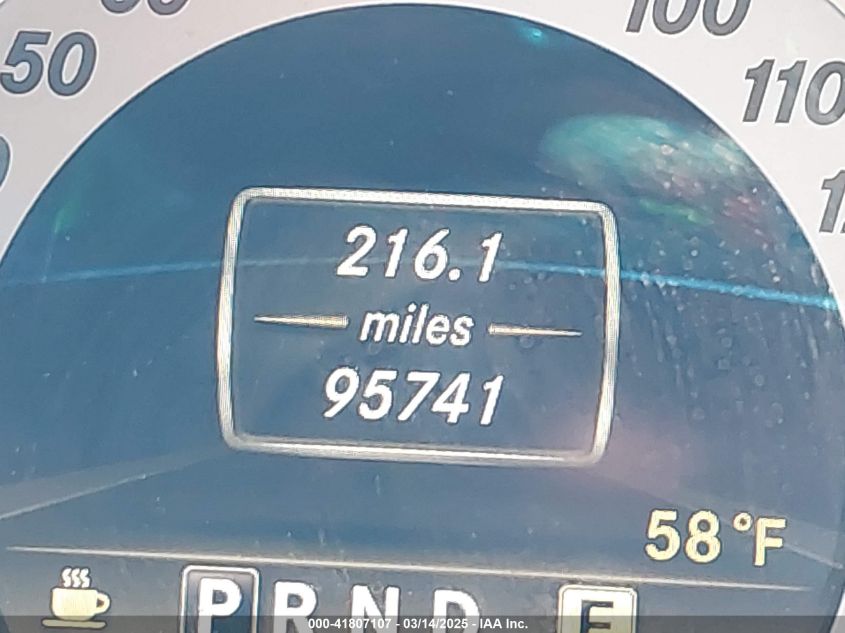 50
100
110
216.1
miles
95741
58°F
P R N D E
000-41807107 - 03/14/2025 - IAA Inc.